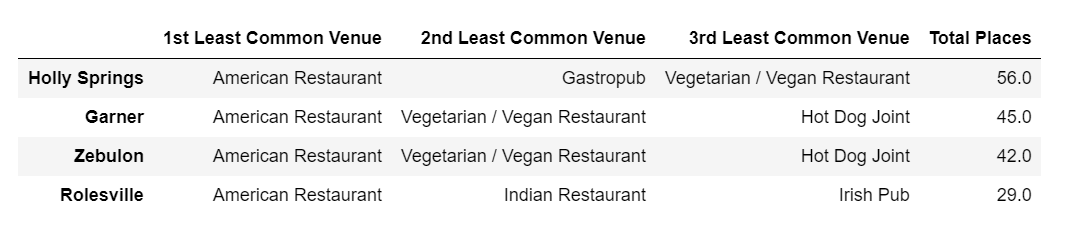 1st Least Common Venue 2nd Least Common Venue 3rd Least Common Venue Total Places
Holly Springs American Restaurant Gastropub Vegetarian / Vegan Restaurant 56.0
Garner American Restaurant Vegetarian / Vegan Restaurant Hot Dog Joint 45.0
Zebulon American Restaurant Vegetarian / Vegan Restaurant Hot Dog Joint 42.0
Rolesville American Restaurant Indian Restaurant Irish Pub 29.0